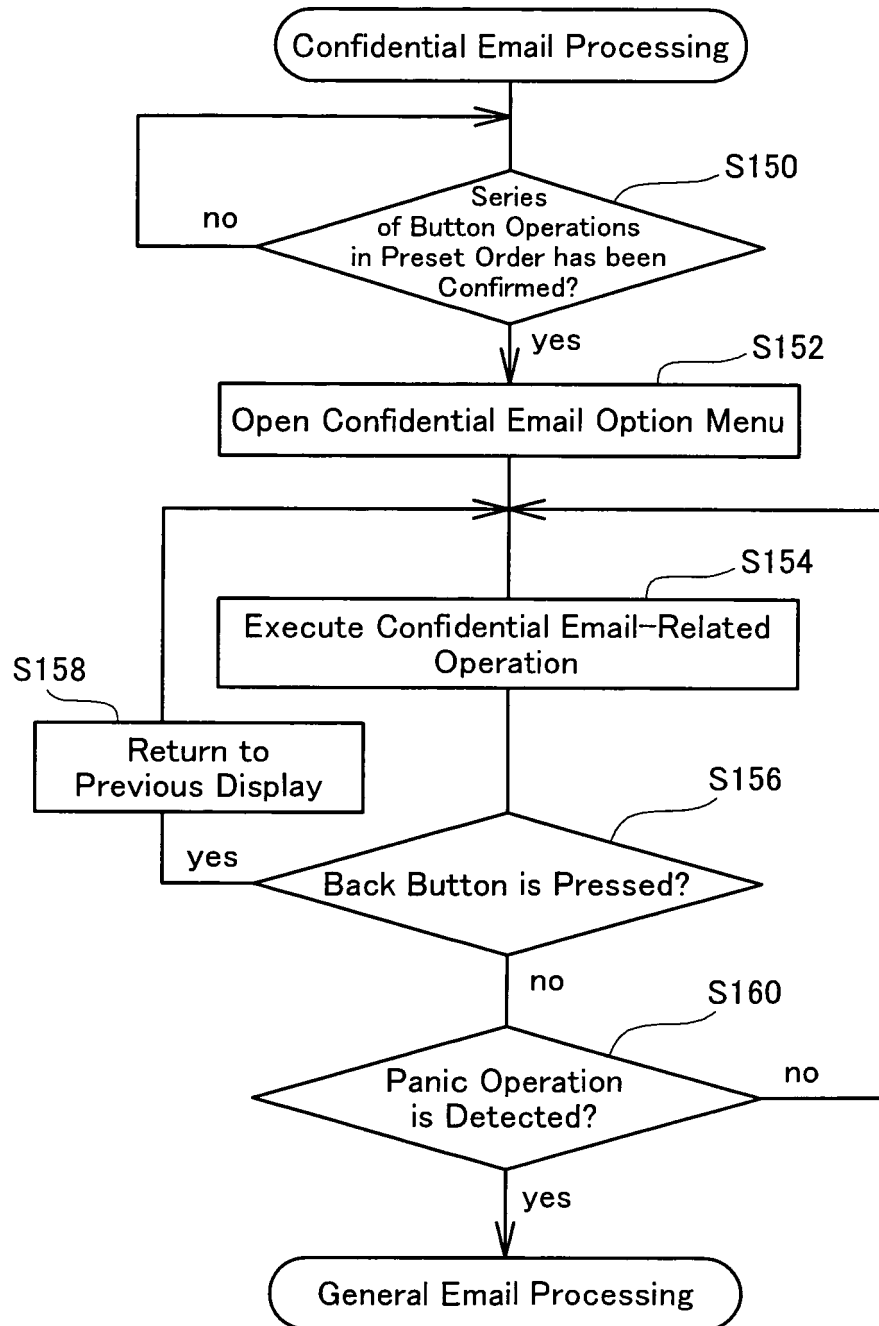 Confidential Email Processing
S150
Series
of Button Operations
in Preset Order has been
Confirmed?
no
yes
S152
Open Confidential Email Option Menu
S154
Execute Confidential Email-Related
Operation
S158
Return to
Previous Display
S156
yes
Back Button is Pressed?
no
S160
Panic Operation
is Detected?
no
yes
General Email Processing